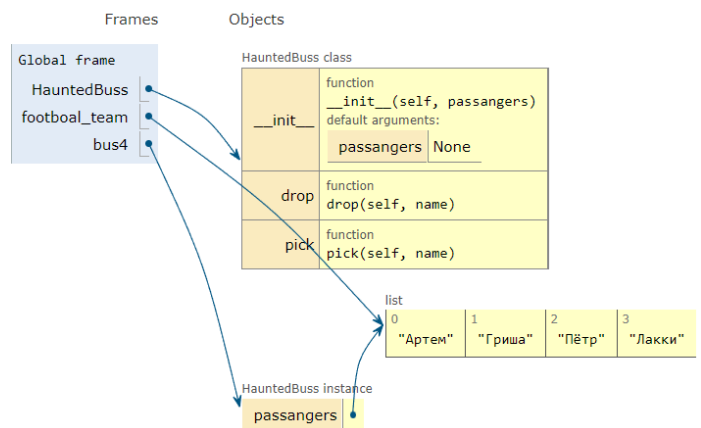 Frames Objects
Global frame
HauntedBuss
footboal_team
bus4
HauntedBuss class
__init__
function
__init__(self, passangers)
default arguments:
passangers None
drop
function
drop(self, name)
pick
function
pick(self, name)
list
0 1 2 3
"Артем" "Гриша" "Пётр" "Лакки"
HauntedBuss instance
passangers